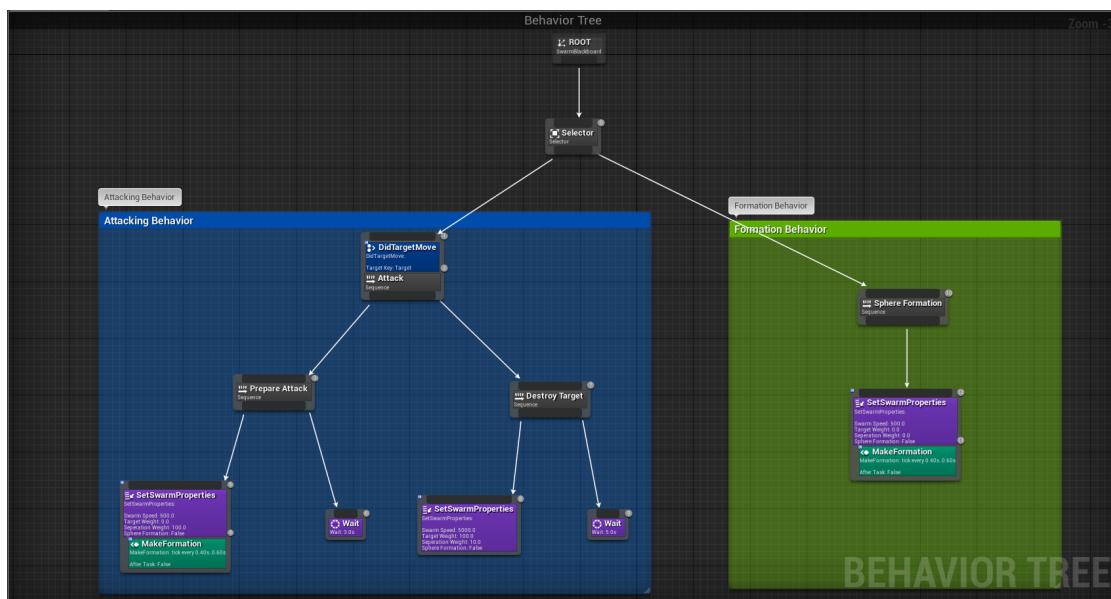 Behavior Tree
Zoom -
ROOT
SwarmBlackboard
Selector
Selector
Attacking Behavior
Attacking Behavior
Formation Behavior
Formation Behavior
DidTargetMove
DidTargetMove:
Target Key: Target
Attack
Sequence
Sphere Formation
Sequence
Prepare Attack
Sequence
Destroy Target
Sequence
SetSwarmProperties
SetSwarmProperties:
Swarm Speed: 500.0
Target Weight: 0.0
Seperation Weight: 0.0
Sphere Formation: False
MakeFormation
MakeFormation: tick every 0.40s..0.60s
After Task: False
SetSwarmProperties
SetSwarmProperties:
Swarm Speed: 500.0
Target Weight: 0.0
Seperation Weight: 100.0
Sphere Formation: False
MakeFormation
MakeFormation: tick every 0.40s..0.60s
After Task: False
Wait
Wait: 3.0s
SetSwarmProperties
SetSwarmProperties:
Swarm Speed: 5000.0
Target Weight: 100.0
Seperation Weight: 10.0
Sphere Formation: False
Wait
Wait: 5.0s
BEHAVIOR TREE